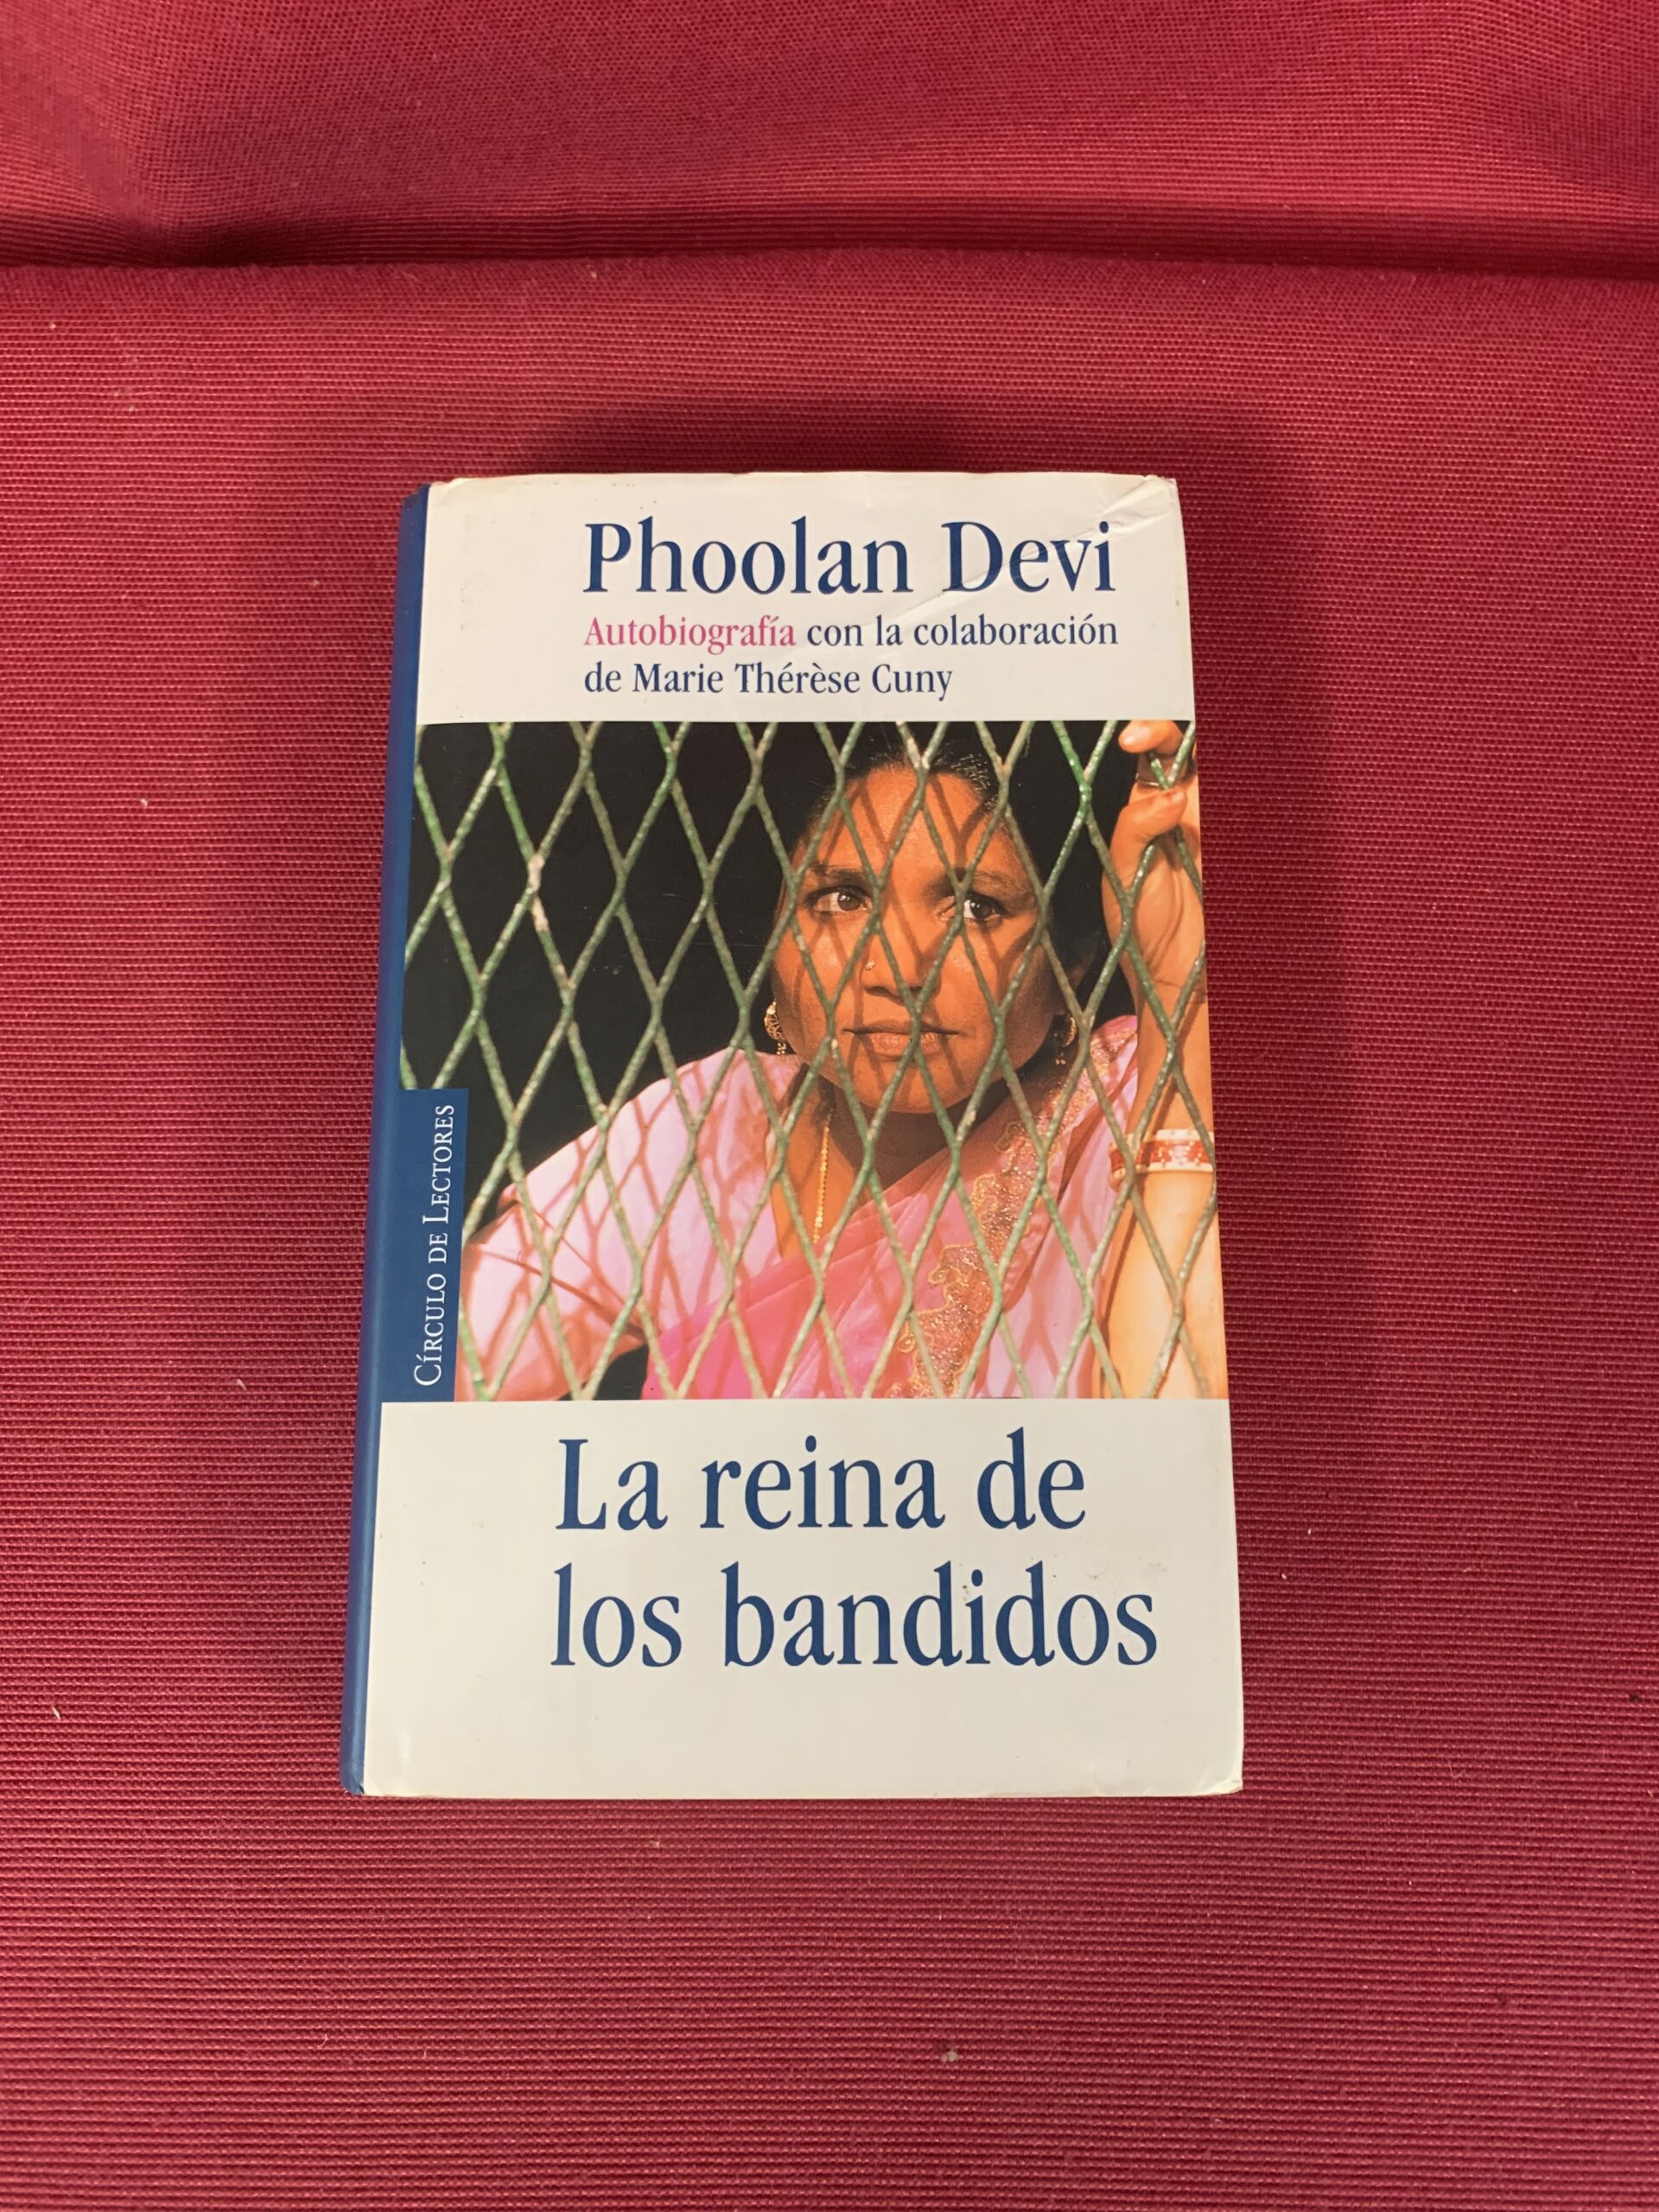 Phoolan Devi
Autobiografía con la colaboración
de Marie Thérèse Cuny
CÍRCULO DE LECTORES
La reina de
los bandidos